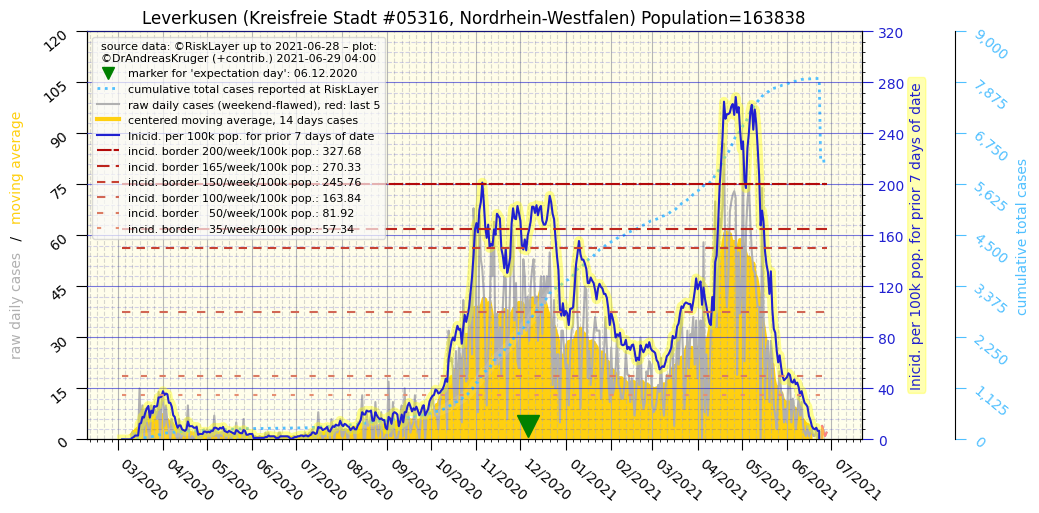 Leverkusen (Kreisfreie Stadt #05316, Nordrhein-Westfalen) Population=163838
source data: ©RiskLayer up to 2021-06-28 – plot:
©DrAndreasKruger (+contrib.) 2021-06-29 04:00
marker for 'expectation day': 06.12.2020
cumulative total cases reported at RiskLayer
raw daily cases (weekend-flawed), red: last 5
centered moving average, 14 days cases
Inicid. per 100k pop. for prior 7 days of date
incid. border 200/week/100k pop.: 327.68
incid. border 165/week/100k pop.: 270.33
incid. border 150/week/100k pop.: 245.76
incid. border 100/week/100k pop.: 163.84
incid. border   50/week/100k pop.: 81.92
incid. border   35/week/100k pop.: 57.34
raw daily cases / moving average
120
105
90
75
60
45
30
15
0
320
280
240
200
160
120
80
40
0
Inicid. per 100k pop. for prior 7 days of date
9,000
7,875
6,750
5,625
4,500
3,375
2,250
1,125
0
cumulative total cases
03/2020
04/2020
05/2020
06/2020
07/2020
08/2020
09/2020
10/2020
11/2020
12/2020
01/2021
02/2021
03/2021
04/2021
05/2021
06/2021
07/2021